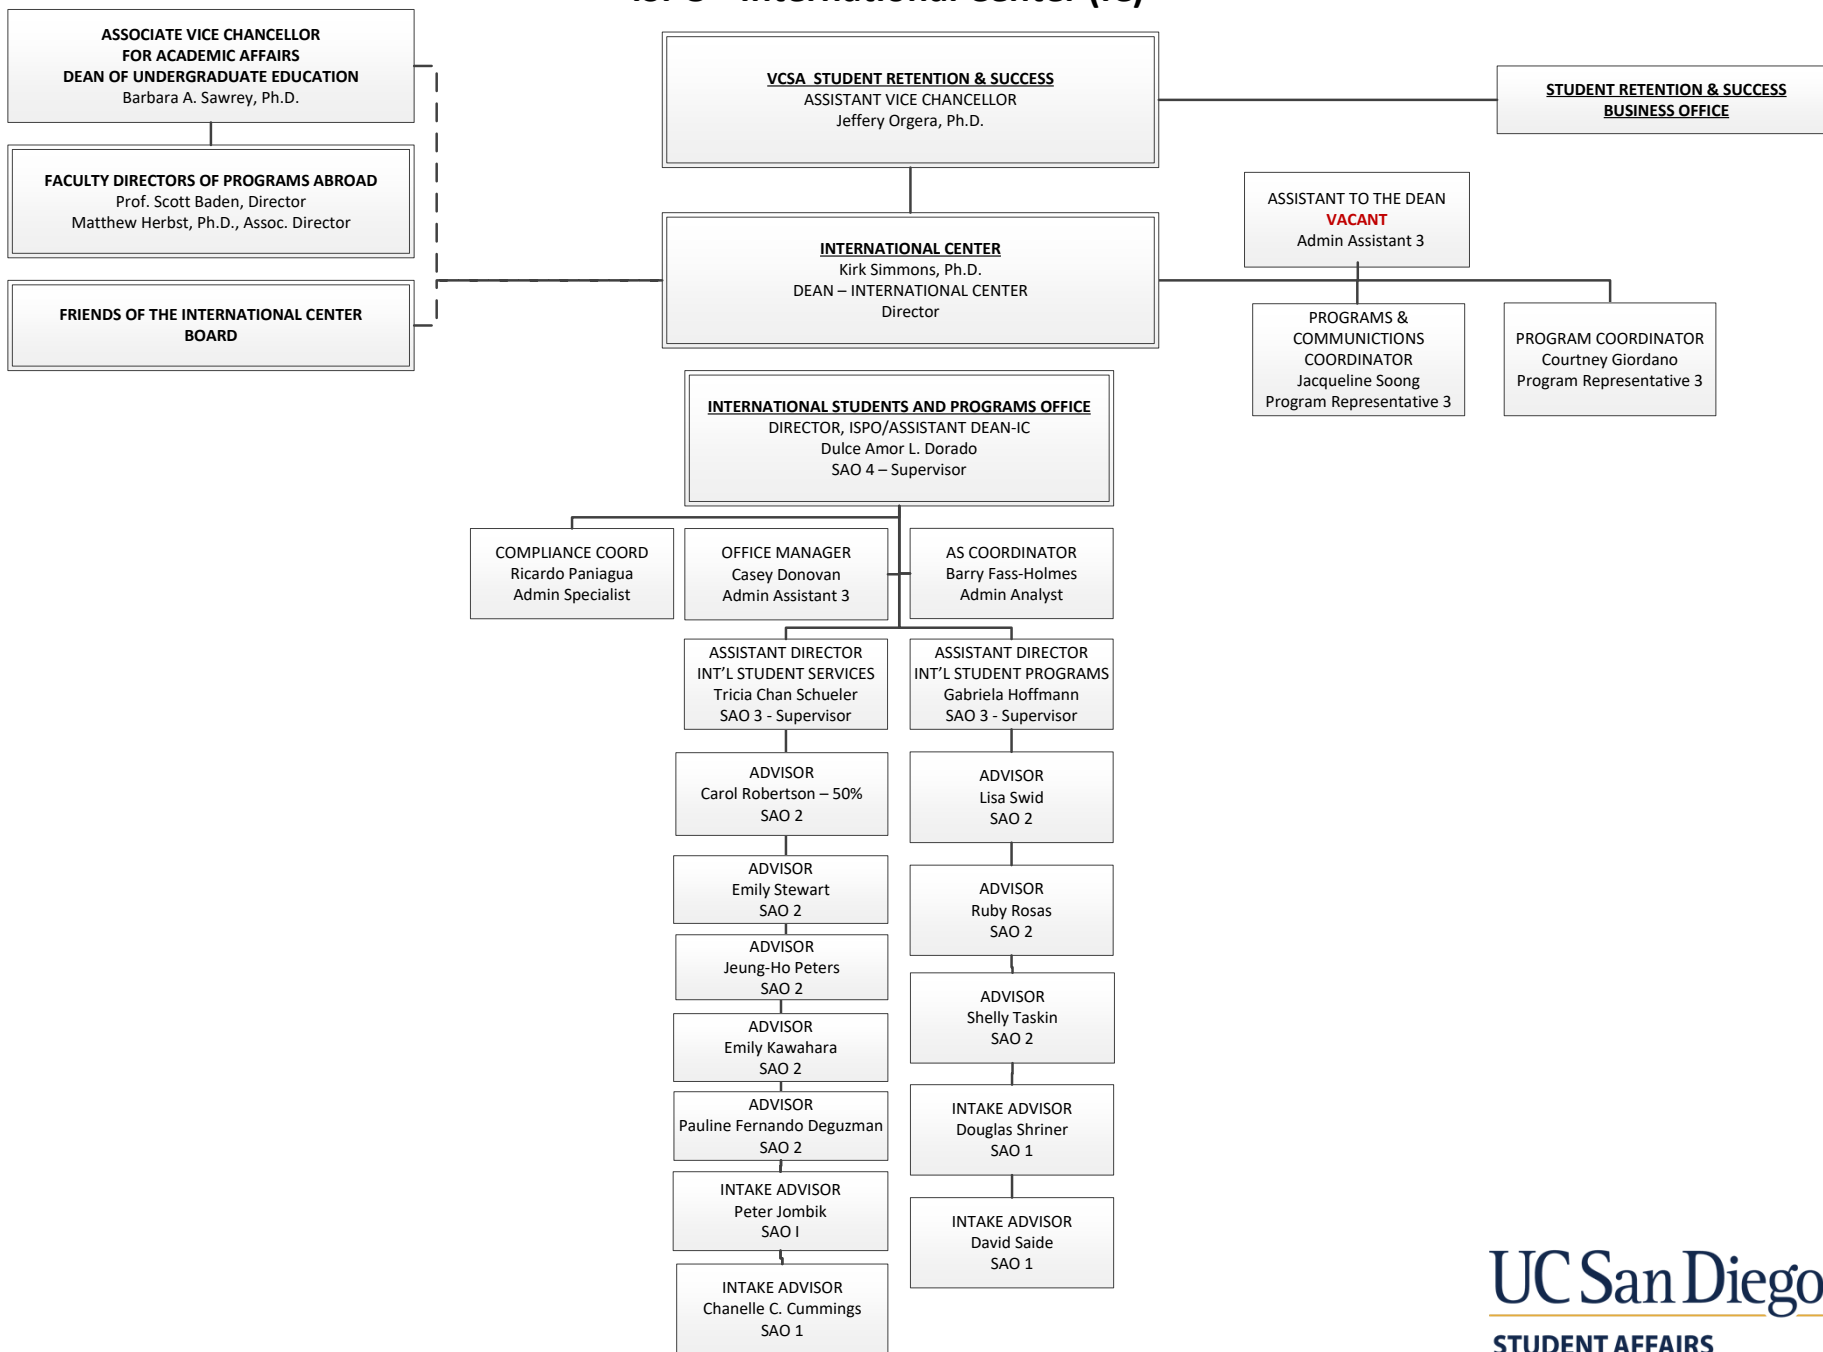 International Center (IC)
ASSOCIATE VICE CHANCELLOR
FOR ACADEMIC AFFAIRS
DEAN OF UNDERGRADUATE EDUCATION
Barbara A. Sawrey, Ph.D.
VCSA STUDENT RETENTION & SUCCESS
ASSISTANT VICE CHANCELLOR
Jeffery Orgera, Ph.D.
STUDENT RETENTION & SUCCESS
BUSINESS OFFICE
FACULTY DIRECTORS OF PROGRAMS ABROAD
Prof. Scott Baden, Director
Matthew Herbst, Ph.D., Assoc. Director
ASSISTANT TO THE DEAN
VACANT
Admin Assistant 3
INTERNATIONAL CENTER
Kirk Simmons, Ph.D.
DEAN – INTERNATIONAL CENTER
Director
FRIENDS OF THE INTERNATIONAL CENTER
BOARD
PROGRAMS &
COMMUNICTIONS
COORDINATOR
Jacqueline Soong
Program Representative 3
PROGRAM COORDINATOR
Courtney Giordano
Program Representative 3
INTERNATIONAL STUDENTS AND PROGRAMS OFFICE
DIRECTOR, ISPO/ASSISTANT DEAN-IC
Dulce Amor L. Dorado
SAO 4 – Supervisor
COMPLIANCE COORD
Ricardo Paniagua
Admin Specialist
OFFICE MANAGER
Casey Donovan
Admin Assistant 3
AS COORDINATOR
Barry Fass-Holmes
Admin Analyst
ASSISTANT DIRECTOR
INT'L STUDENT SERVICES
Tricia Chan Schueler
SAO 3 - Supervisor
ASSISTANT DIRECTOR
INT'L STUDENT PROGRAMS
Gabriela Hoffmann
SAO 3 - Supervisor
ADVISOR
Carol Robertson – 50%
SAO 2
ADVISOR
Emily Stewart
SAO 2
ADVISOR
Jeung-Ho Peters
SAO 2
ADVISOR
Emily Kawahara
SAO 2
ADVISOR
Pauline Fernando Deguzman
SAO 2
INTAKE ADVISOR
Peter Jombik
SAO I
INTAKE ADVISOR
Chanelle C. Cummings
SAO 1
ADVISOR
Lisa Swid
SAO 2
ADVISOR
Ruby Rosas
SAO 2
ADVISOR
Shelly Taskin
SAO 2
INTAKE ADVISOR
Douglas Shriner
SAO 1
INTAKE ADVISOR
David Saide
SAO 1
UC San Diego
STUDENT AFFAIRS